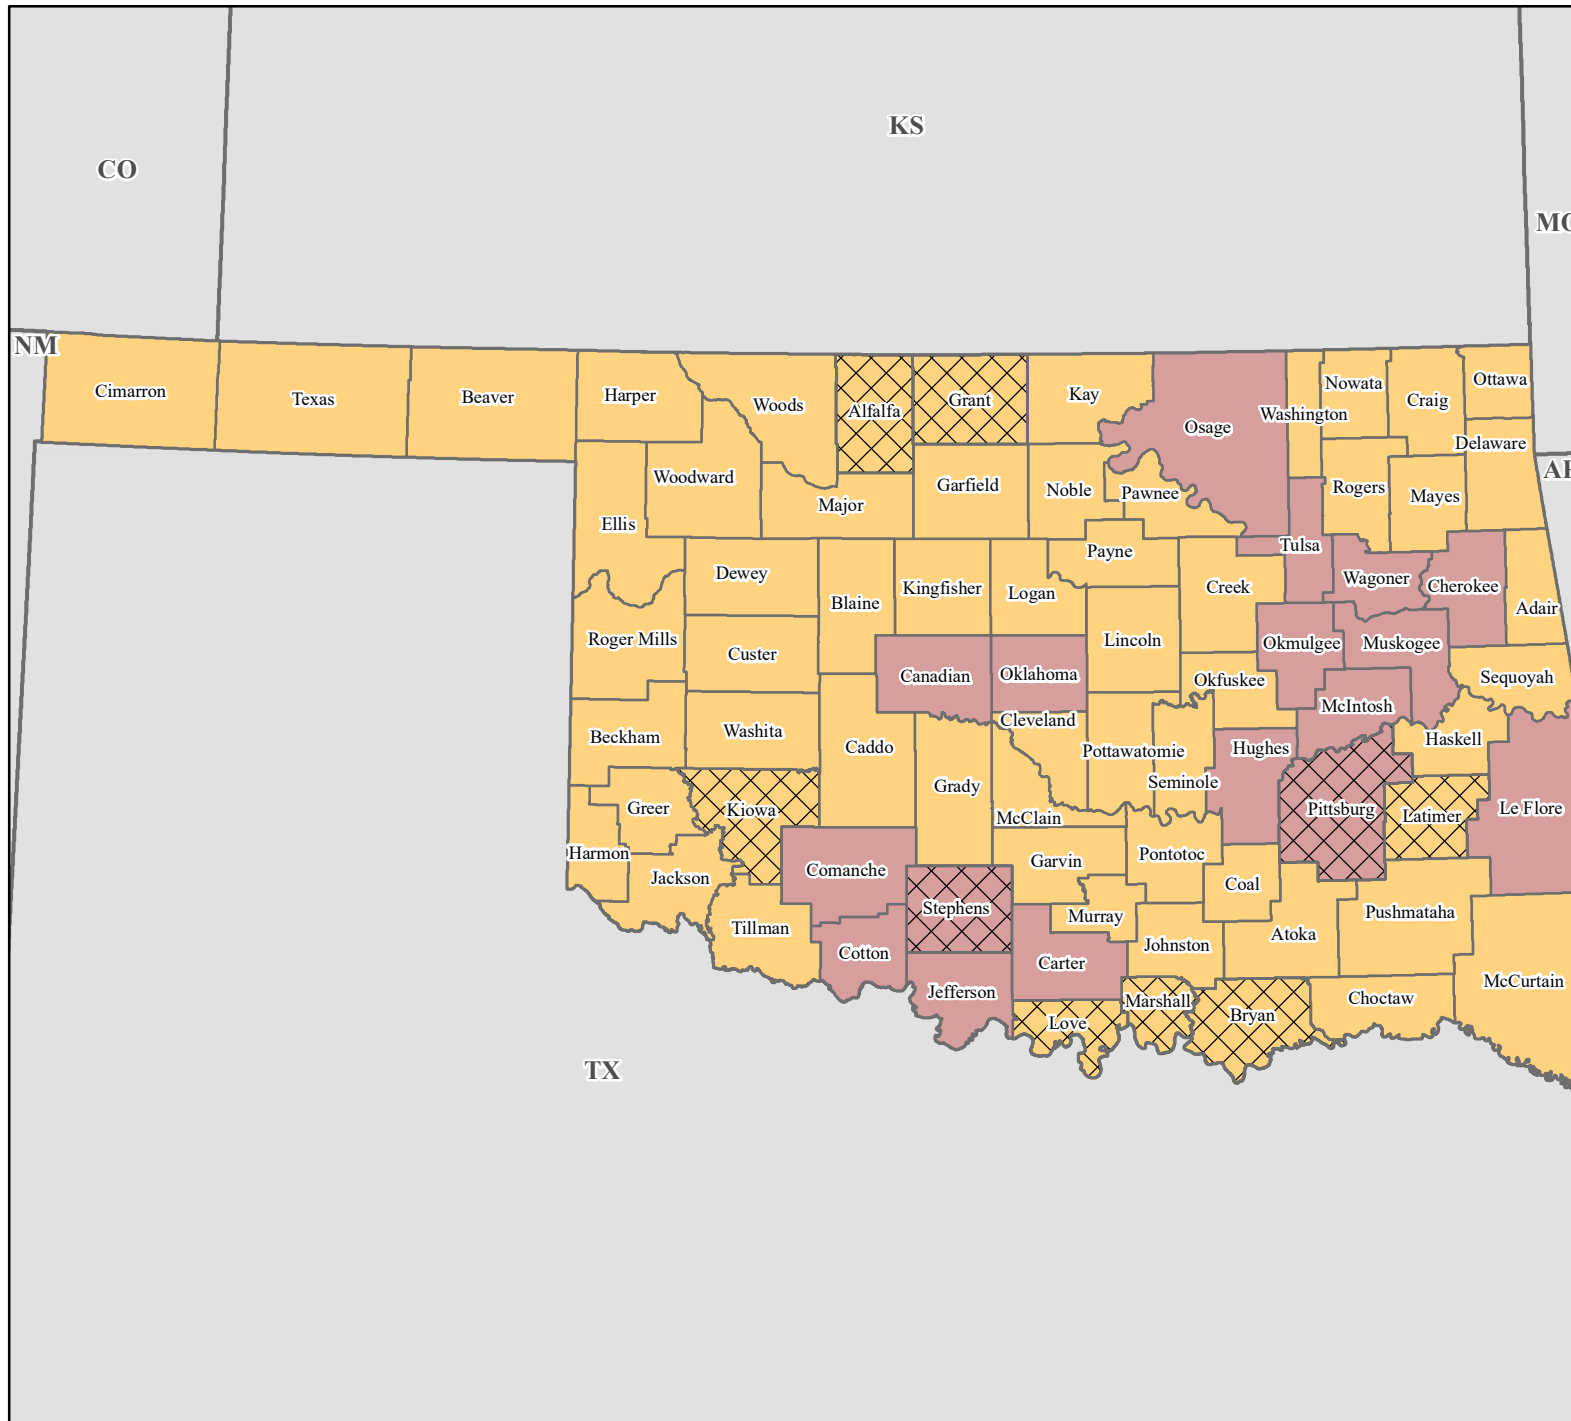 KS
CO
MO
NM
Cimarron
Texas
Beaver
Harper
Woods
Alfalfa
Grant
Kay
Osage
Washington
Nowata
Craig
Ottawa
Delaware
Woodward
Ellis
Major
Garfield
Noble
Pawnee
Rogers
Mayes
Payne
Tulsa
Dewey
Blaine
Kingfisher
Logan
Creek
Wagoner
Cherokee
Adair
Roger Mills
Custer
Lincoln
Okmulgee
Muskogee
Canadian
Oklahoma
Okfuskee
Sequoyah
McIntosh
Beckham
Washita
Caddo
Cleveland
Pottawatomie
Seminole
Hughes
Haskell
Greer
Kiowa
Grady
McClain
Pittsburg
Latimer
Le Flore
Harmon
Jackson
Comanche
Garvin
Pontotoc
Coal
Tillman
Stephens
Murray
Pushmataha
Cotton
Carter
Johnston
Atoka
Jefferson
Love
Marshall
Bryan
Choctaw
McCurtain
TX